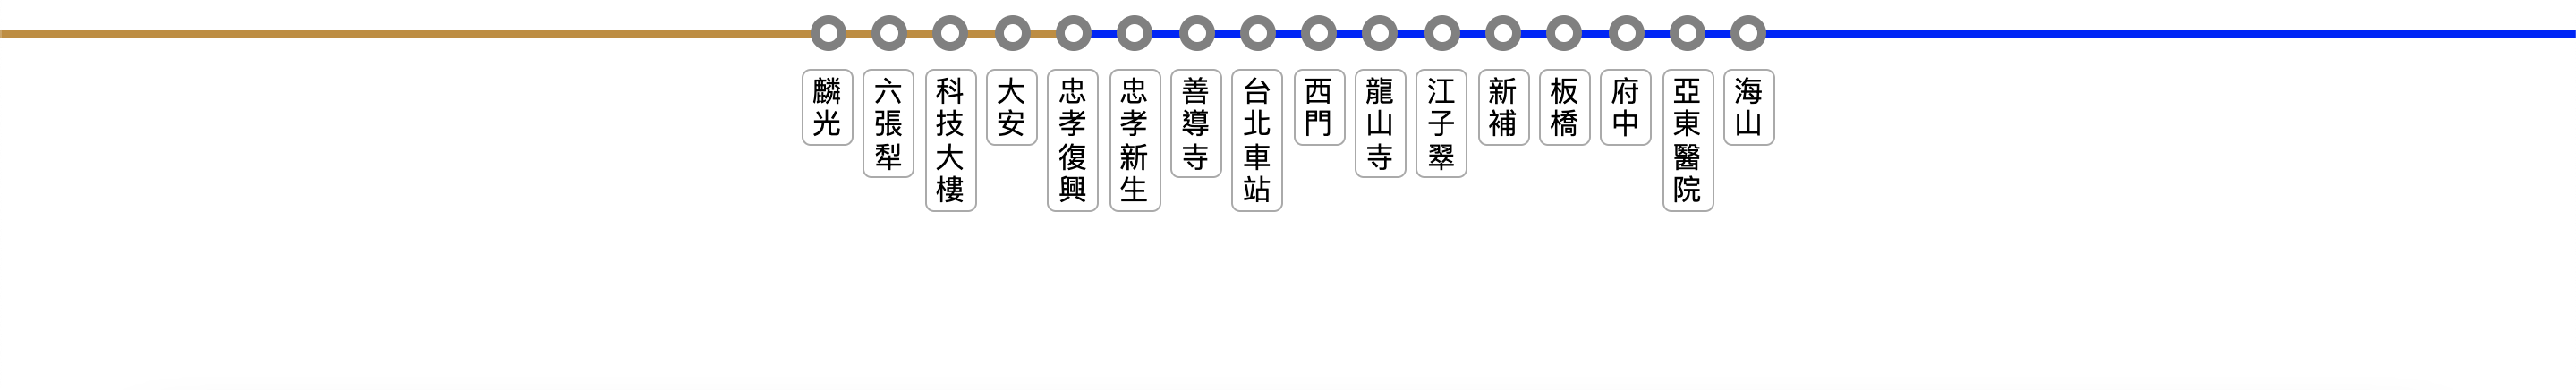 麟光
六張犁
科技大樓
大安
忠孝復興
忠孝新生
善導寺
台北車站
西門
龍山寺
江子翠
新補
板橋
府中
亞東醫院
海山